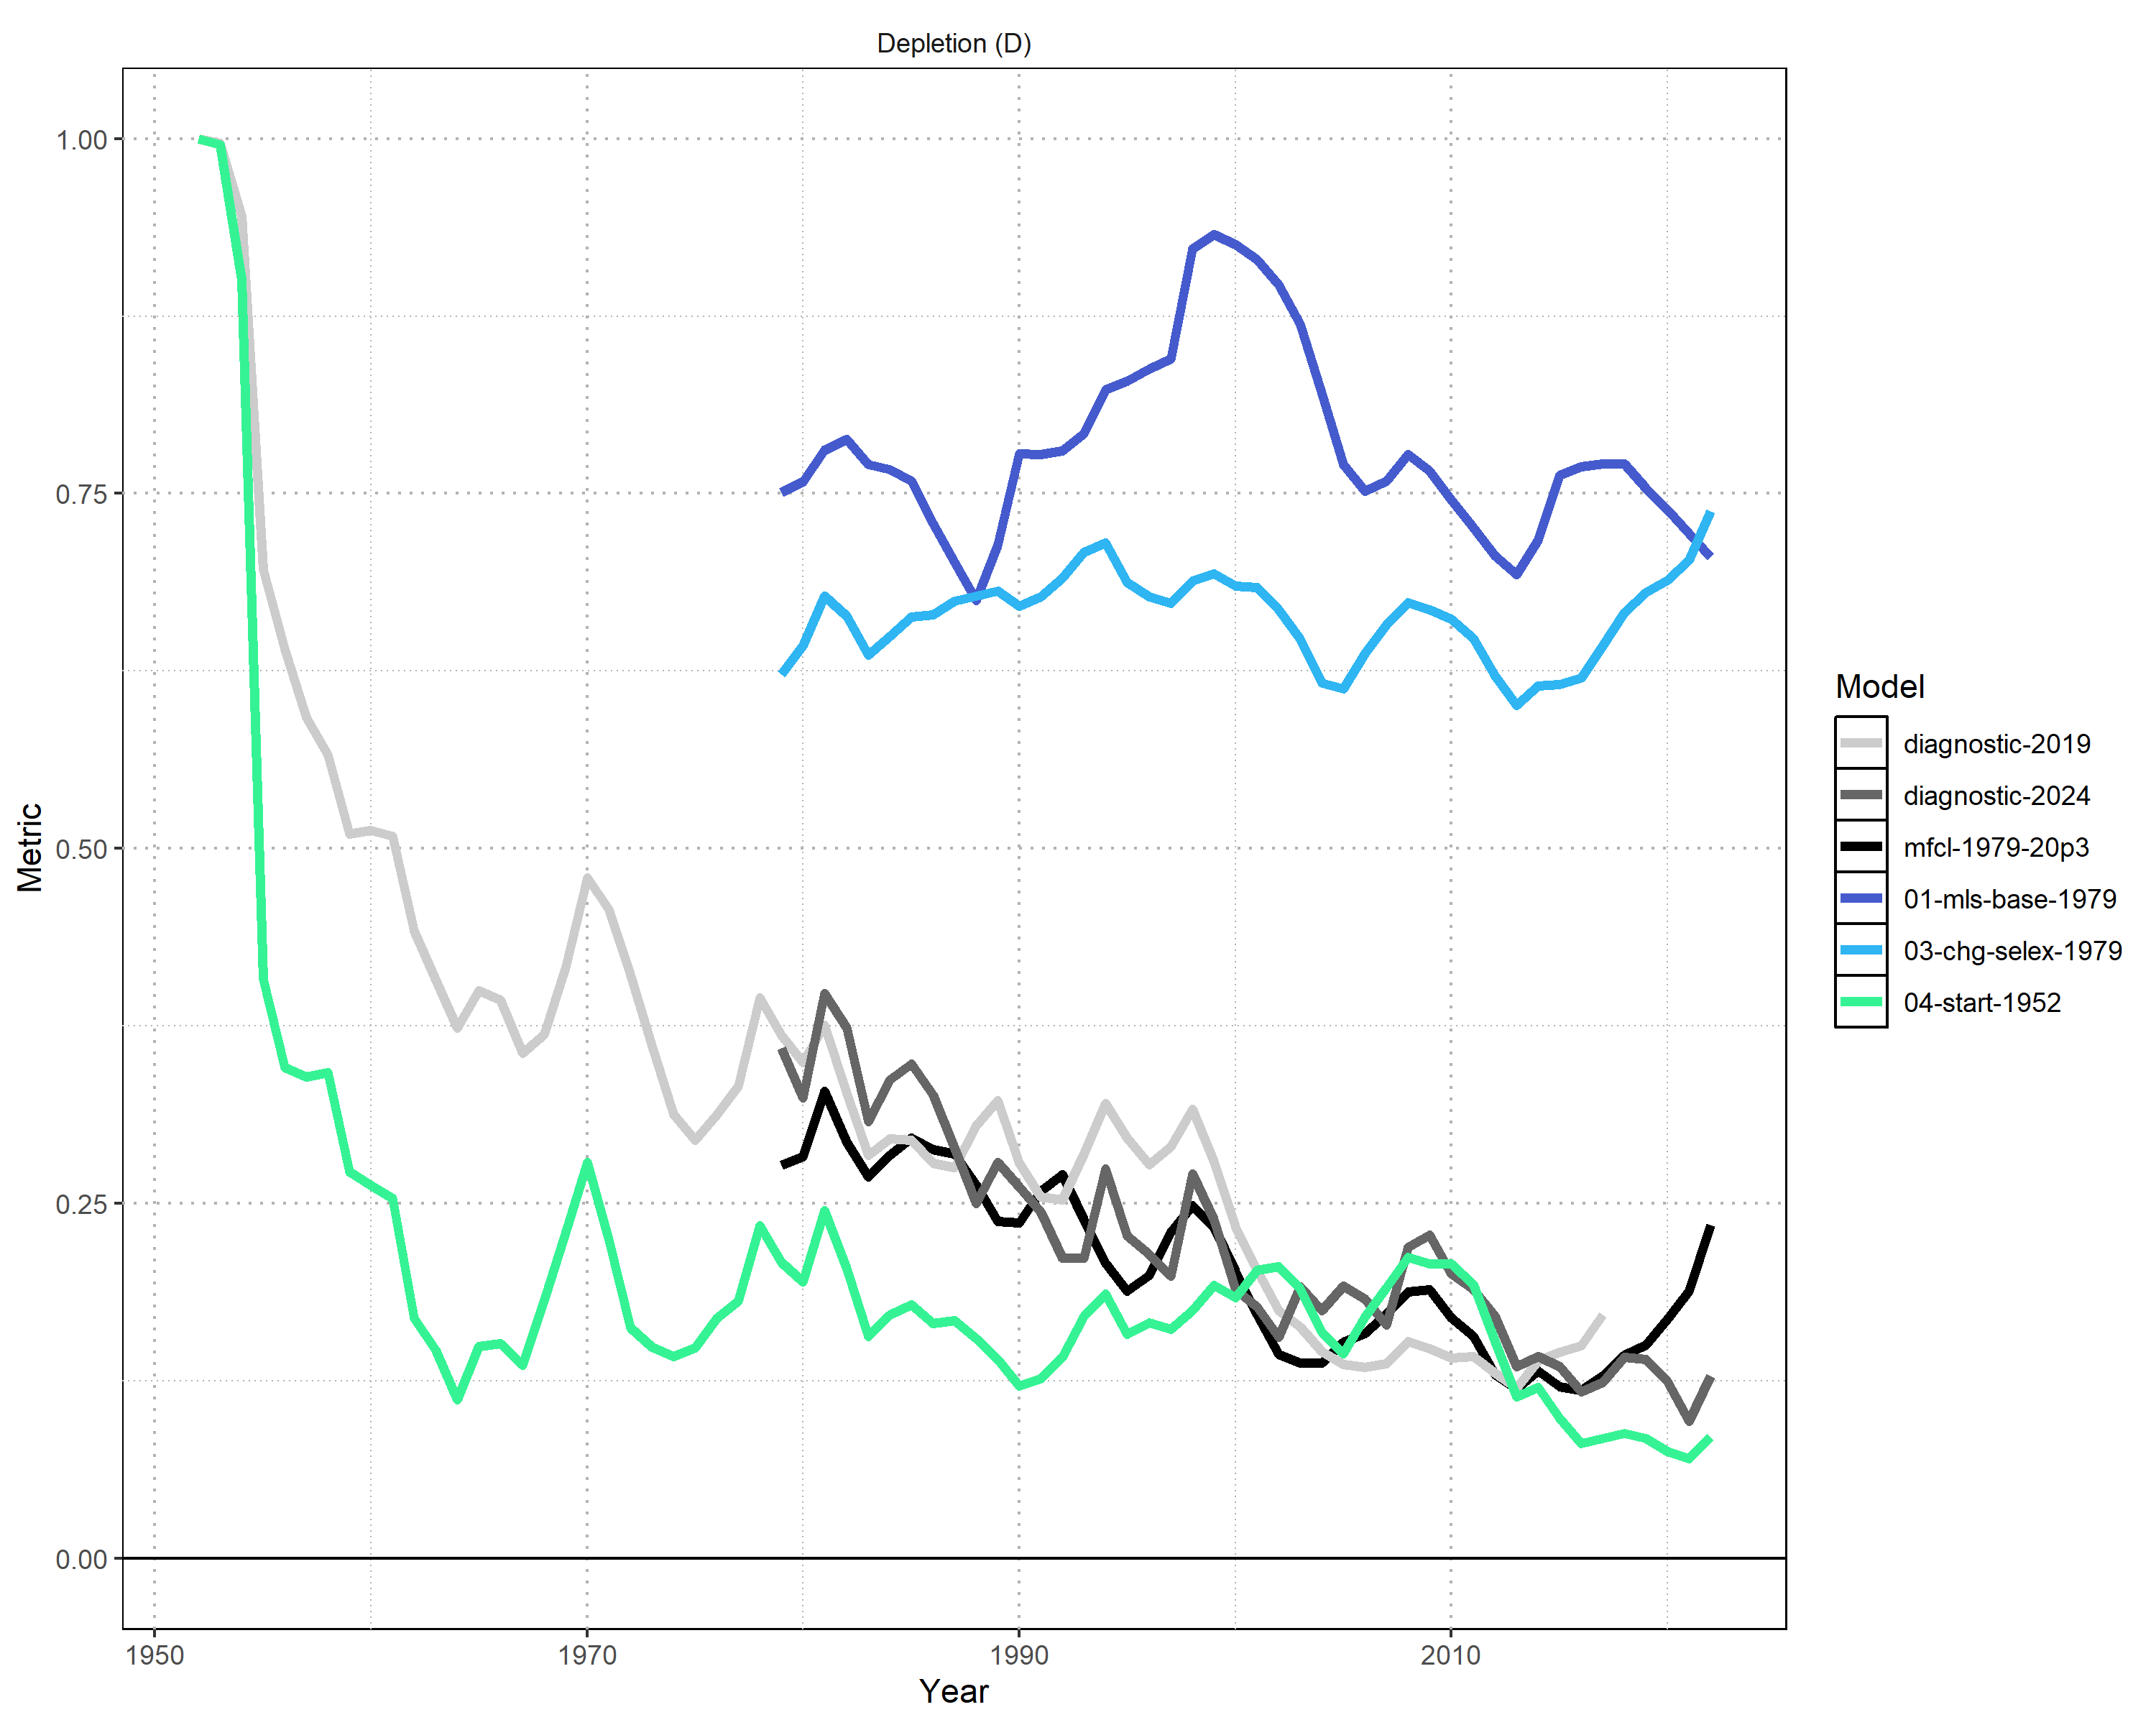 Depletion (D)
1.00
0.75
0.50
0.25
0.00
Metric
1950
1970
1990
2010
Year
Model
diagnostic-2019
diagnostic-2024
mfcl-1979-20p3
01-mls-base-1979
03-chg-selex-1979
04-start-1952